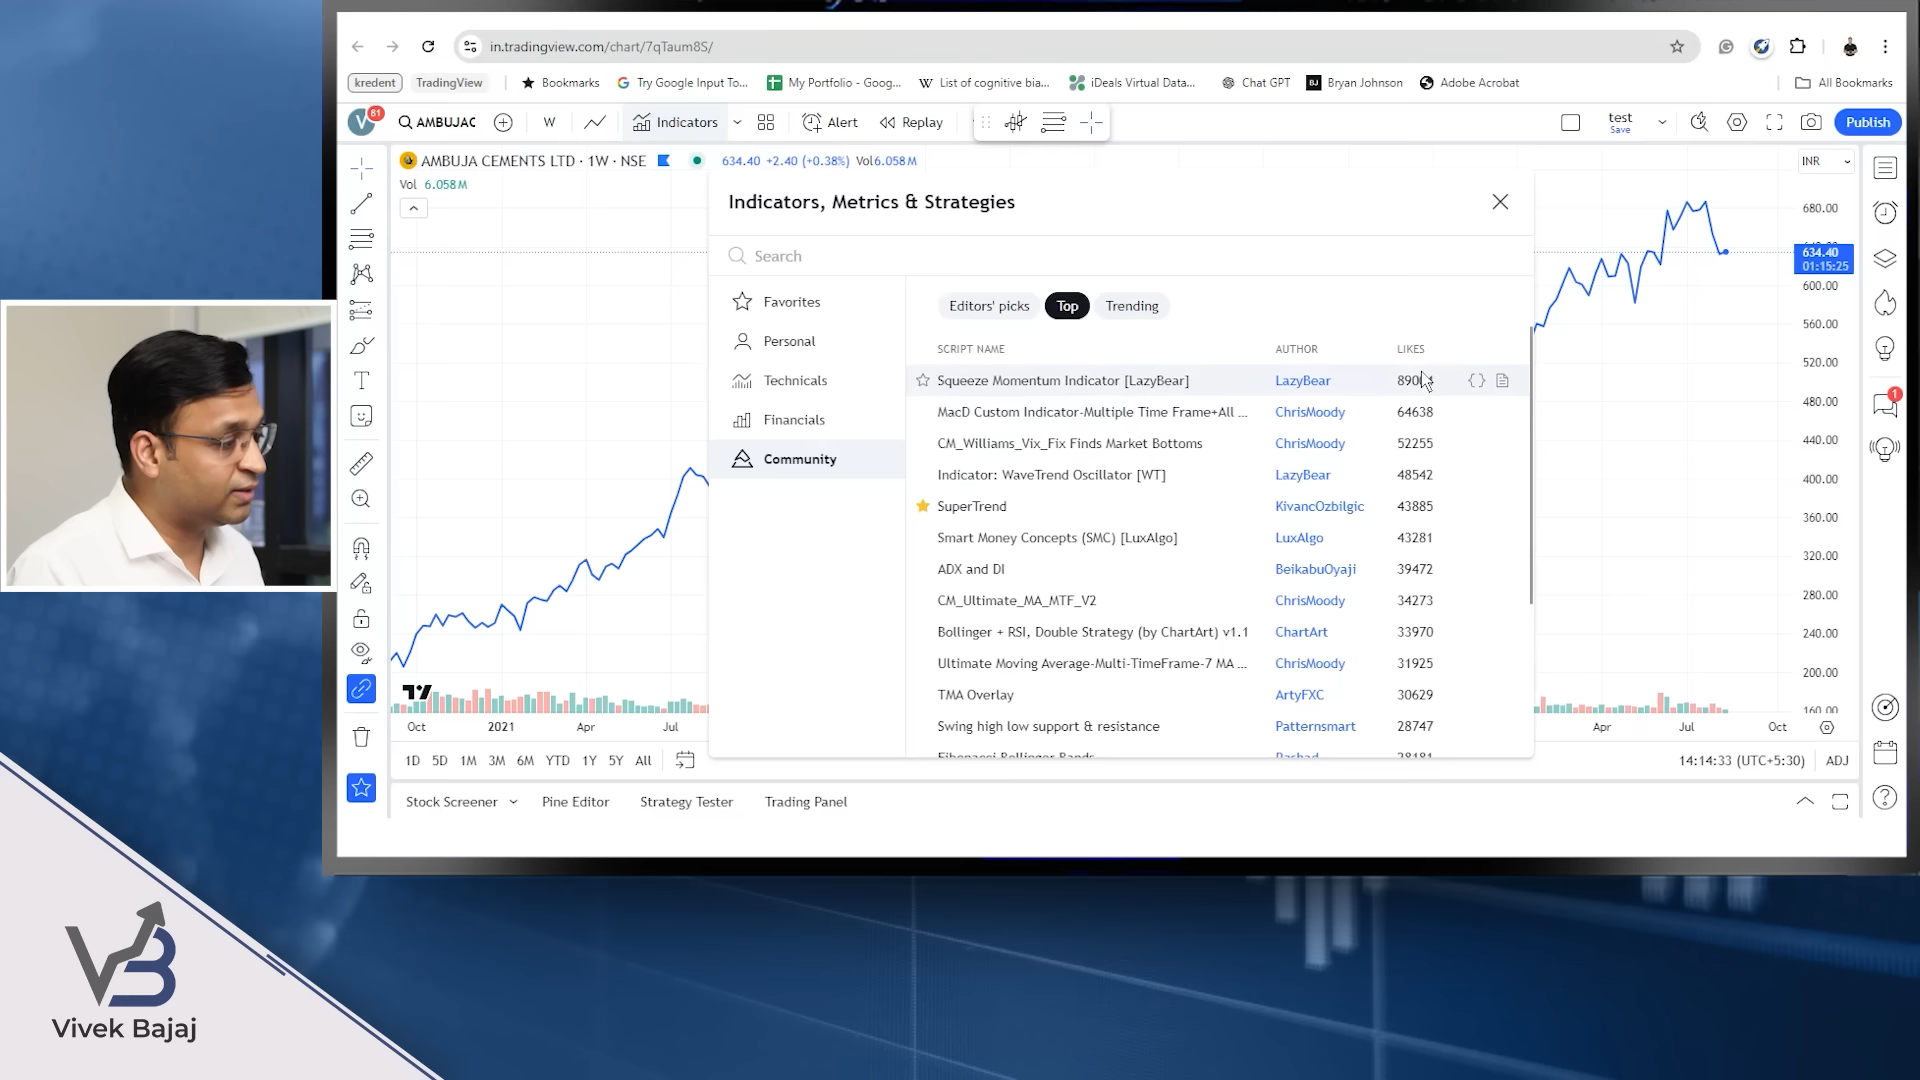 in.tradingview.com/chart/7qTaum8S/
kredent TradingView Bookmarks Try Google Input To... My Portfolio - Goog... List of cognitive bia... iDeals Virtual Data... Chat GPT BJ Bryan Johnson Adobe Acrobat All Bookmarks
V 81 AMBUJAC W Indicators Alert Replay test Save Publish
AMBUJA CEMENTS LTD · 1W · NSE 634.40 +2.40 (+0.38%) Vol6.058M INR
Vol 6.058M
Indicators, Metrics & Strategies
Search
Favorites
Personal
Technicals
Financials
Community
Editors' picks Top Trending
SCRIPT NAME AUTHOR LIKES
Squeeze Momentum Indicator [LazyBear] LazyBear
MacD Custom Indicator-Multiple Time Frame+All ... ChrisMoody 64638
CM_Williams_Vix_Fix Finds Market Bottoms ChrisMoody 52255
Indicator: WaveTrend Oscillator [WT] LazyBear 48542
SuperTrend KivancOzbilgic 43885
Smart Money Concepts (SMC) [LuxAlgo] LuxAlgo 43281
ADX and DI BeikabuOyaji 39472
CM_Ultimate_MA_MTF_V2 ChrisMoody 34273
Bollinger + RSI, Double Strategy (by ChartArt) v1.1 ChartArt 33970
Ultimate Moving Average-Multi-TimeFrame-7 MA ... ChrisMoody 31925
TMA Overlay ArtyFXC 30629
Swing high low support & resistance Patternsmart 28747
680.00
634.40
01:15:25
600.00
560.00
520.00
480.00
440.00
400.00
360.00
320.00
280.00
240.00
200.00
160.00
1
Oct 2021 Apr Jul Apr Jul Oct
1D 5D 1M 3M 6M YTD 1Y 5Y All 14:14:33 (UTC+5:30) ADJ
Stock Screener Pine Editor Strategy Tester Trading Panel
VB
Vivek Bajaj